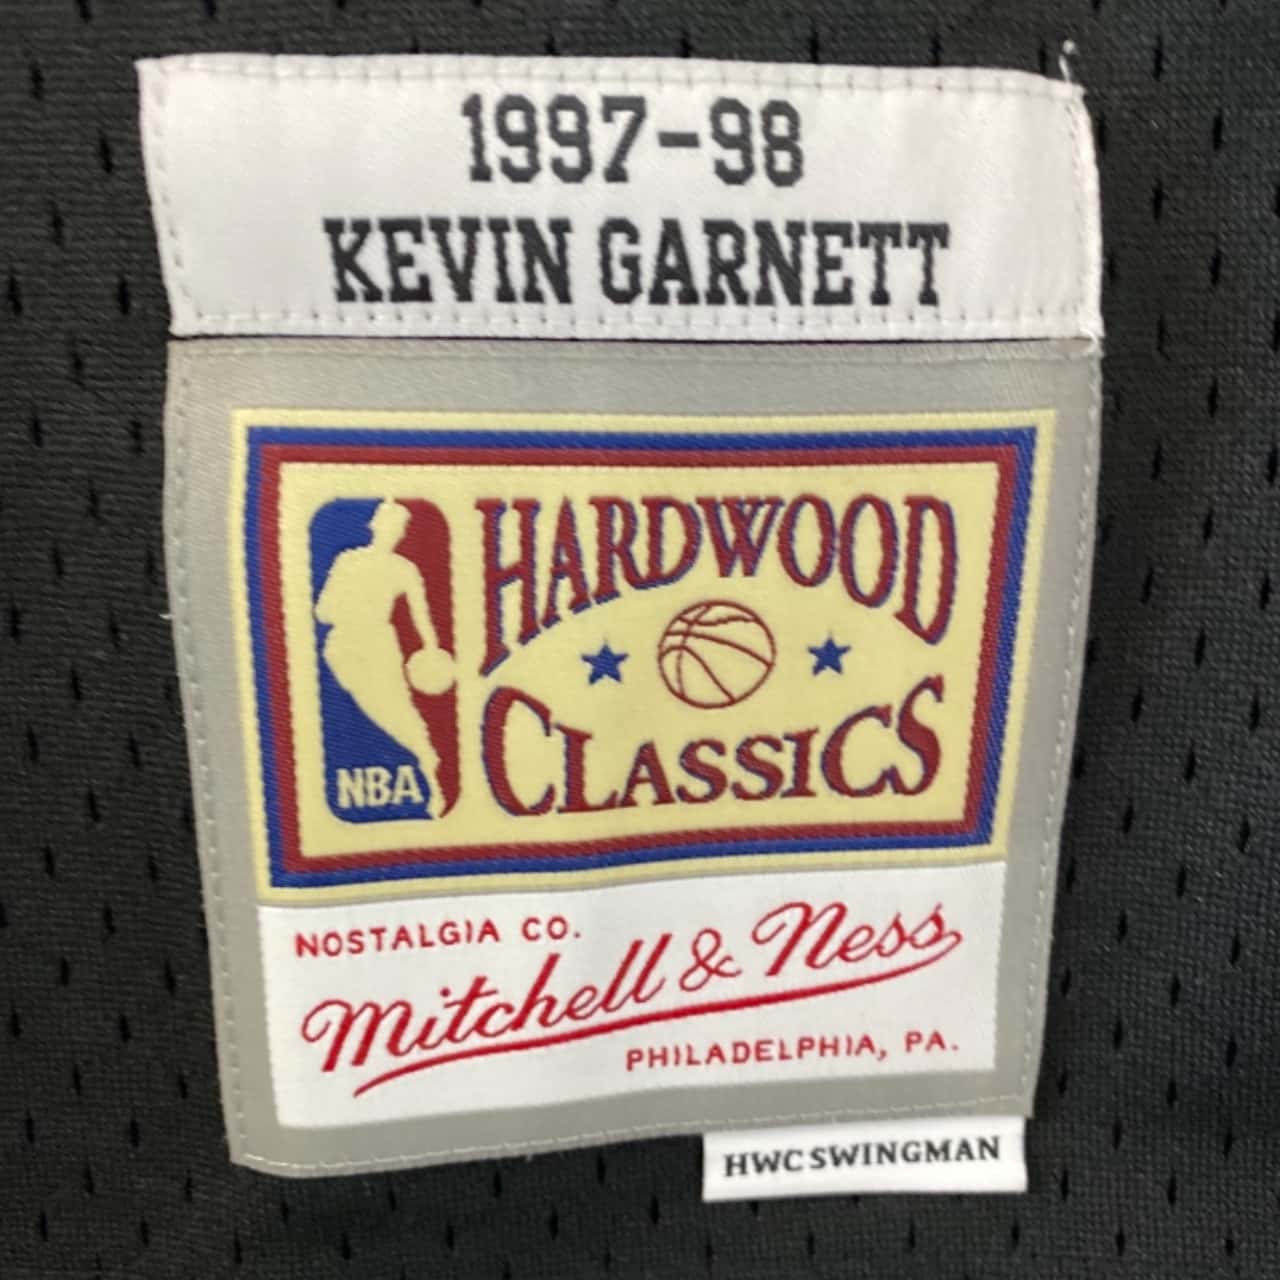 1997-98
KEVIN GARNETT
HARDWOOD
CLASSICS
NBA
NOSTALGIA CO.
Mitchell & Ness
PHILADELPHIA, PA.
HWC SWINGMAN